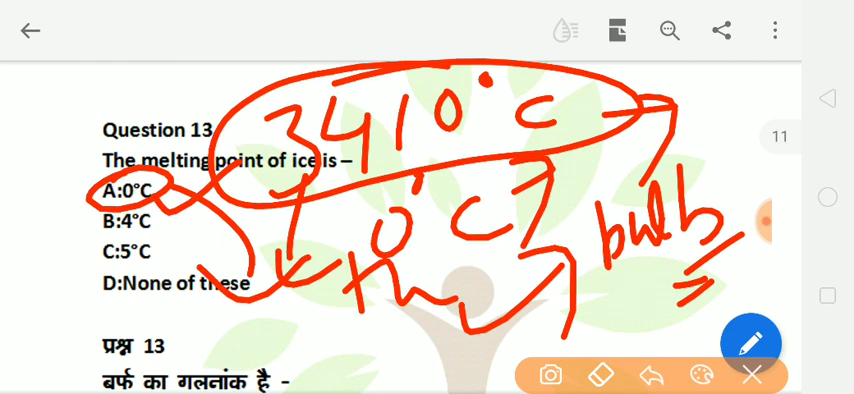 11
3410°C
Question 13
The melting point of ice is –
A:0°C
0°C
B:4°C
C:5°C
D:None of these
प्रश्न 13
बर्फ का गलनांक है -